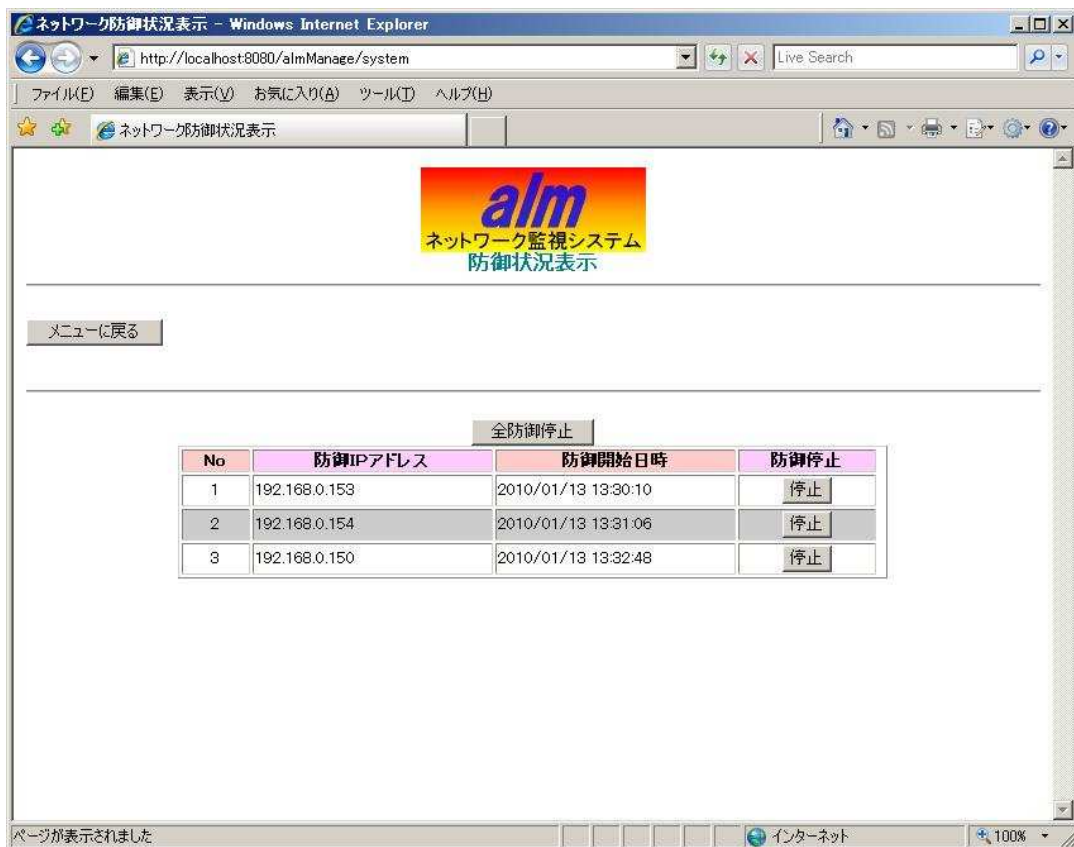 ネットワーク防御状況表示 - Windows Internet Explorer
http://localhost:8080/almManage/system
Live Search
ファイル(F) 編集(E) 表示(V) お気に入り(A) ツール(T) ヘルプ(H)
ネットワーク防御状況表示
alm
ネットワーク監視システム
防御状況表示
メニューに戻る
全防御停止
No 防御IPアドレス 防御開始日時 防御停止
1 192.168.0.153 2010/01/13 13:30:10 停止
2 192.168.0.154 2010/01/13 13:31:06 停止
3 192.168.0.150 2010/01/13 13:32:48 停止
ページが表示されました インターネット 100%